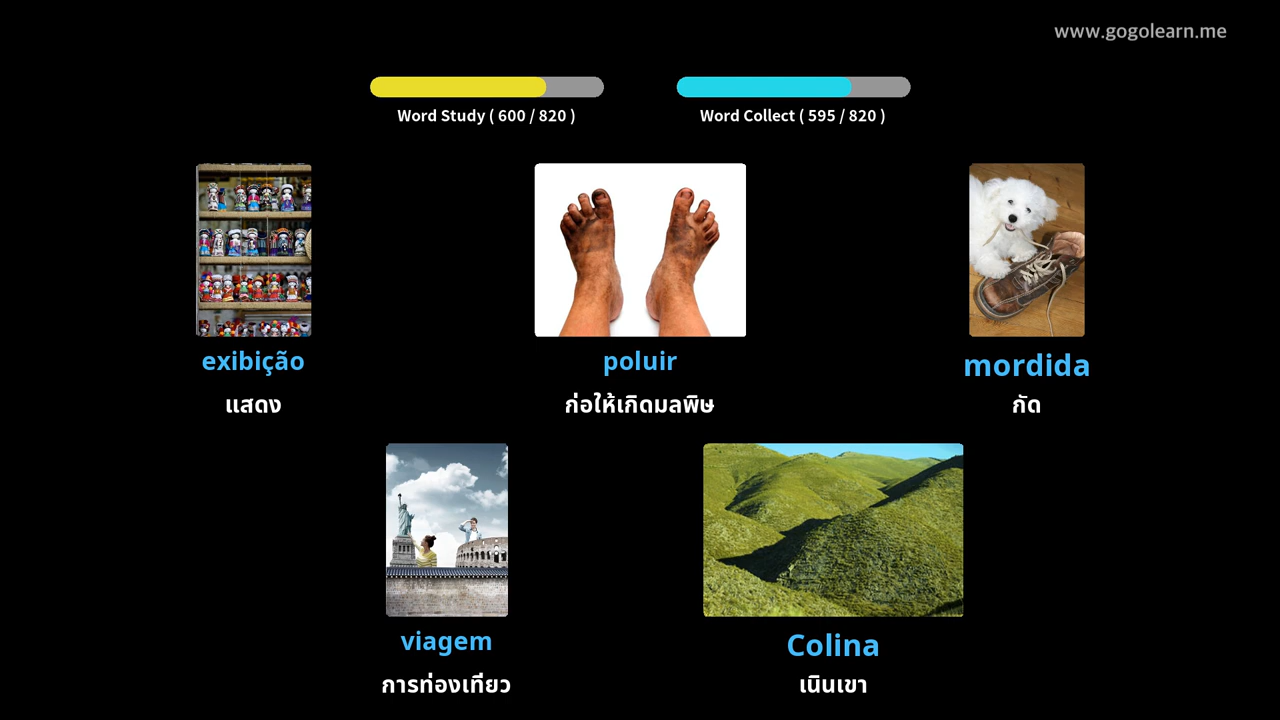 www.gogolearn.me
Word Study ( 600 / 820 )
Word Collect ( 595 / 820 )
exibição
poluir
mordida
แสดง
ก่อให้เกิดมลพิษ
กัด
viagem
Colina
การท่องเที่ยว
เนินเขา